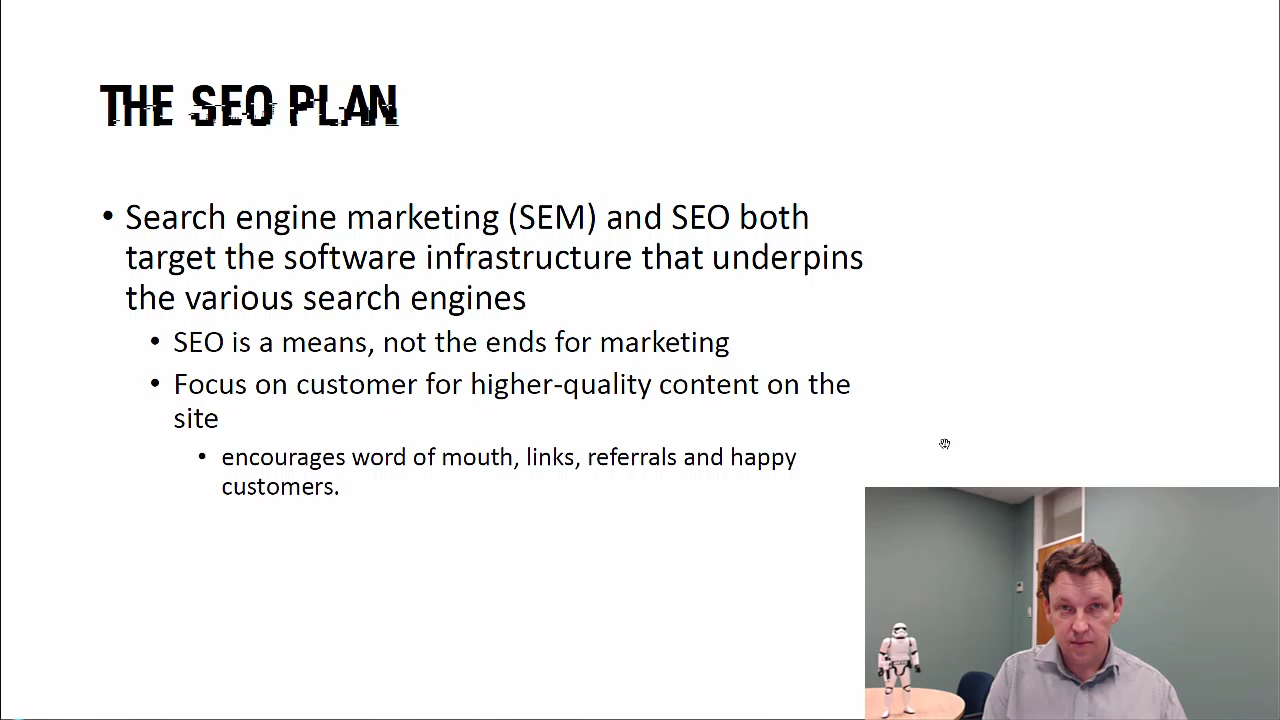 THE SEO PLAN
• Search engine marketing (SEM) and SEO both
target the software infrastructure that underpins
the various search engines
• SEO is a means, not the ends for marketing
• Focus on customer for higher-quality content on the
site
• encourages word of mouth, links, referrals and happy
customers.